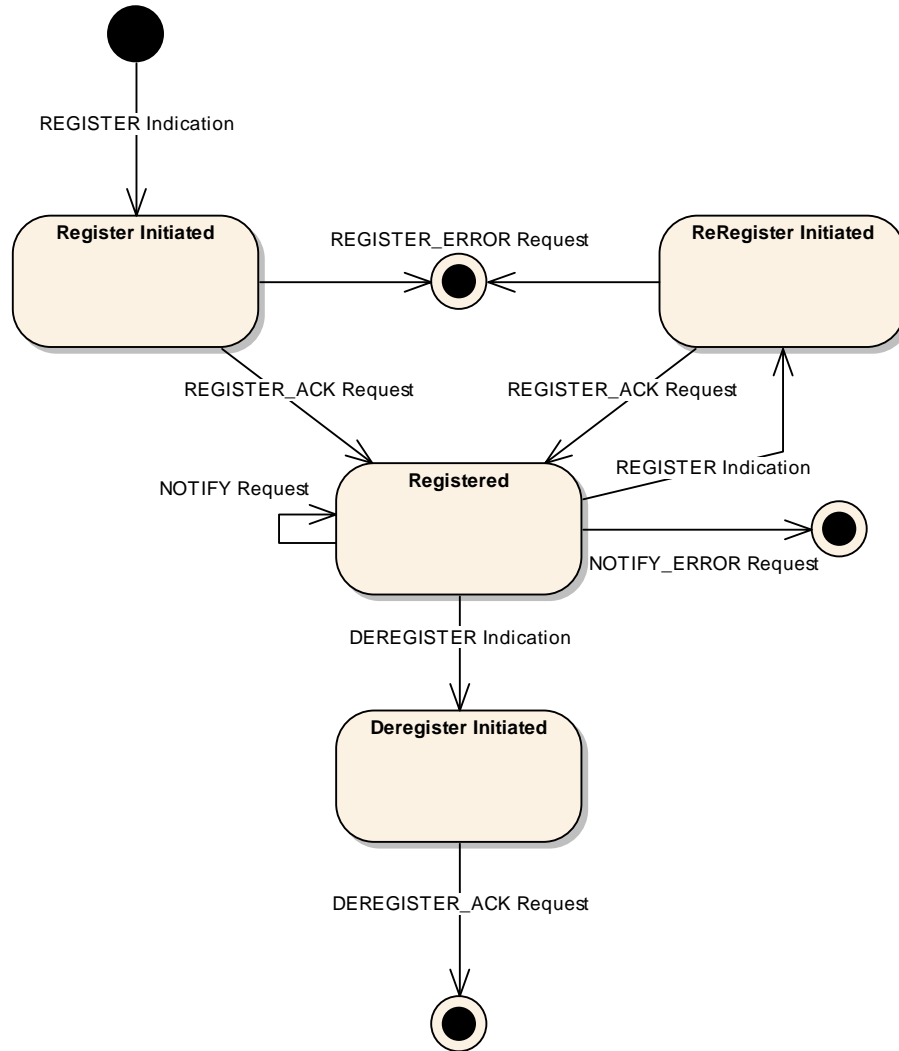 REGISTER Indication
Register Initiated
REGISTER_ERROR Request
ReRegister Initiated
REGISTER_ACK Request
REGISTER_ACK Request
REGISTER Indication
NOTIFY Request
Registered
NOTIFY_ERROR Request
DEREGISTER Indication
Deregister Initiated
DEREGISTER_ACK Request